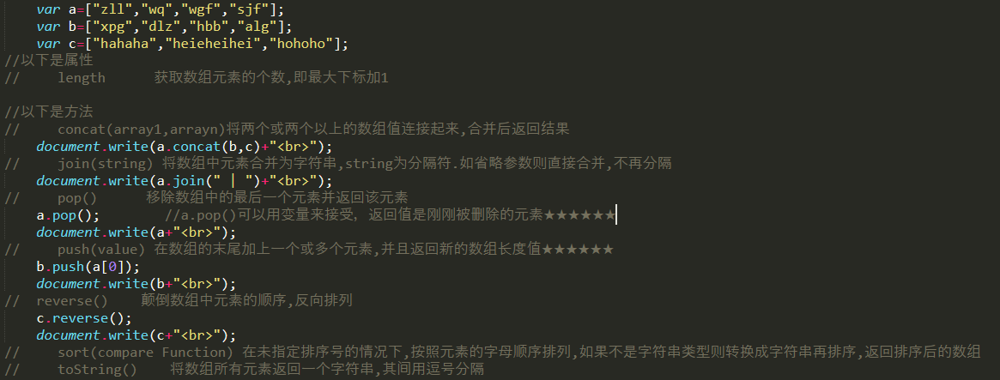 var a=["zll","wq","wgf","sjf"];
var b=["xpg","dlz","hbb","alg"];
var c=["hahaha","heieheihei","hohoho"];
//以下是属性
//    length      获取数组元素的个数,即最大下标加1
//以下是方法
//    concat(array1,arrayn)将两个或两个以上的数组值连接起来,合并后返回结果
document.write(a.concat(b,c)+"<br>");
//    join(string) 将数组中元素合并为字符串,string为分隔符.如省略参数则直接合并,不再分隔
document.write(a.join(" | ")+"<br>");
//    pop()      移除数组中的最后一个元素并返回该元素
a.pop();        //a.pop()可以用变量来接受, 返回值是刚刚被删除的元素★★★★★★
document.write(a+"<br>");
//    push(value) 在数组的末尾加上一个或多个元素,并且返回新的数组长度值★★★★★★
b.push(a[0]);
document.write(b+"<br>");
//  reverse()    颠倒数组中元素的顺序,反向排列
c.reverse();
document.write(c+"<br>");
//    sort(compare Function) 在未指定排序号的情况下,按照元素的字母顺序排列,如果不是字符串类型则转换成字符串再排序,返回排序后的数组
//    toString()    将数组所有元素返回一个字符串,其间用逗号分隔